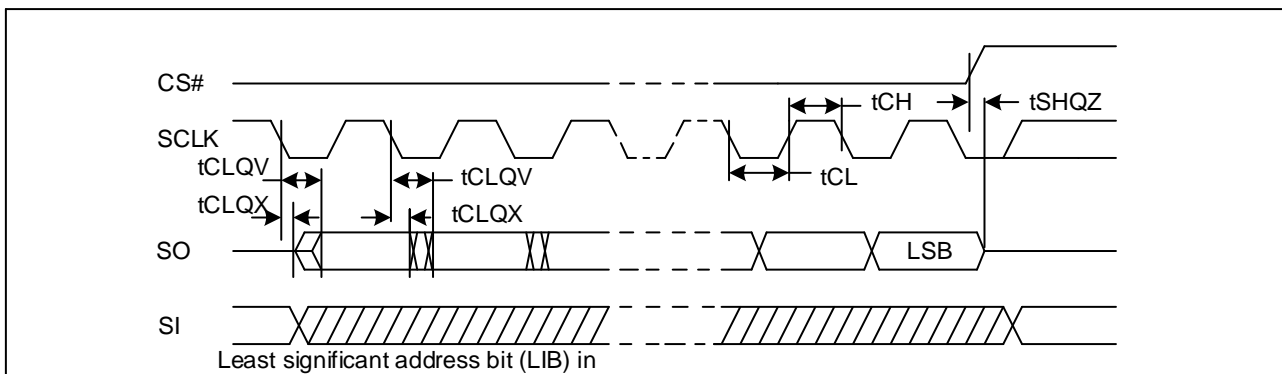 CS#
tCH
tSHQZ
SCLK
tCLQV
tCLQV
tCL
tCLQX
tCLQX
SO
LSB
SI
Least significant address bit (LIB) in